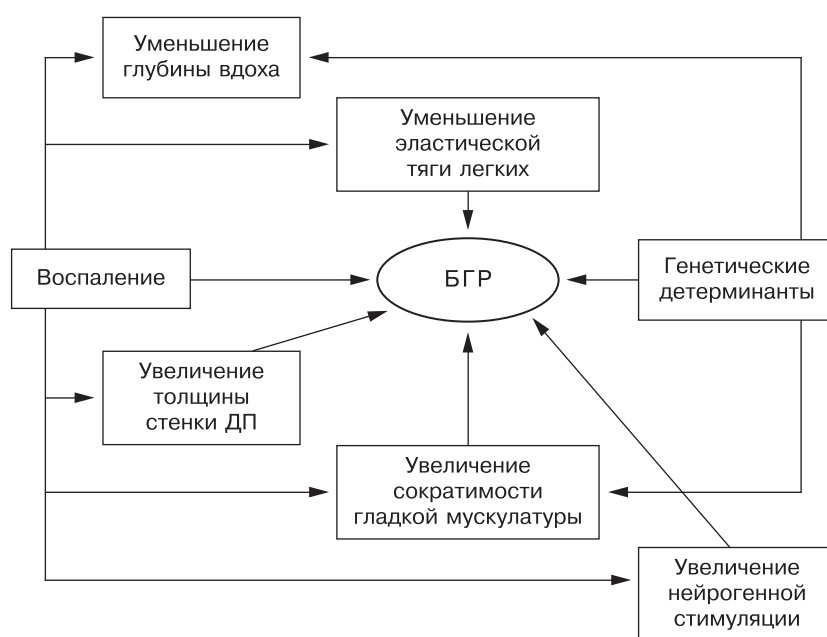 Уменьшение
глубины вдоха
Уменьшение
эластической
тяги легких
Воспаление
БГР
Генетические
детерминанты
Увеличение
толщины
стенки ДП
Увеличение
сократимости
гладкой мускулатуры
Увеличение
нейрогенной
стимуляции